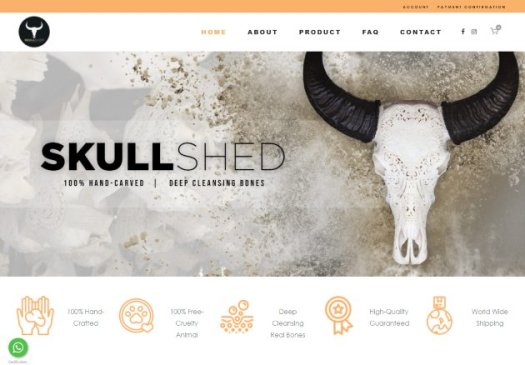 ACCOUNT PAYMENT CONFIRMATION
HOME ABOUT PRODUCT FAQ CONTACT
SKULLSHED
100% HAND-CARVED | DEEP CLEANSING BONES
100% Hand-
Crafted
100% Free-
Cruelty
Animal
Deep
Cleansing
Real Bones
High-Quality
Guaranteed
World Wide
Shipping